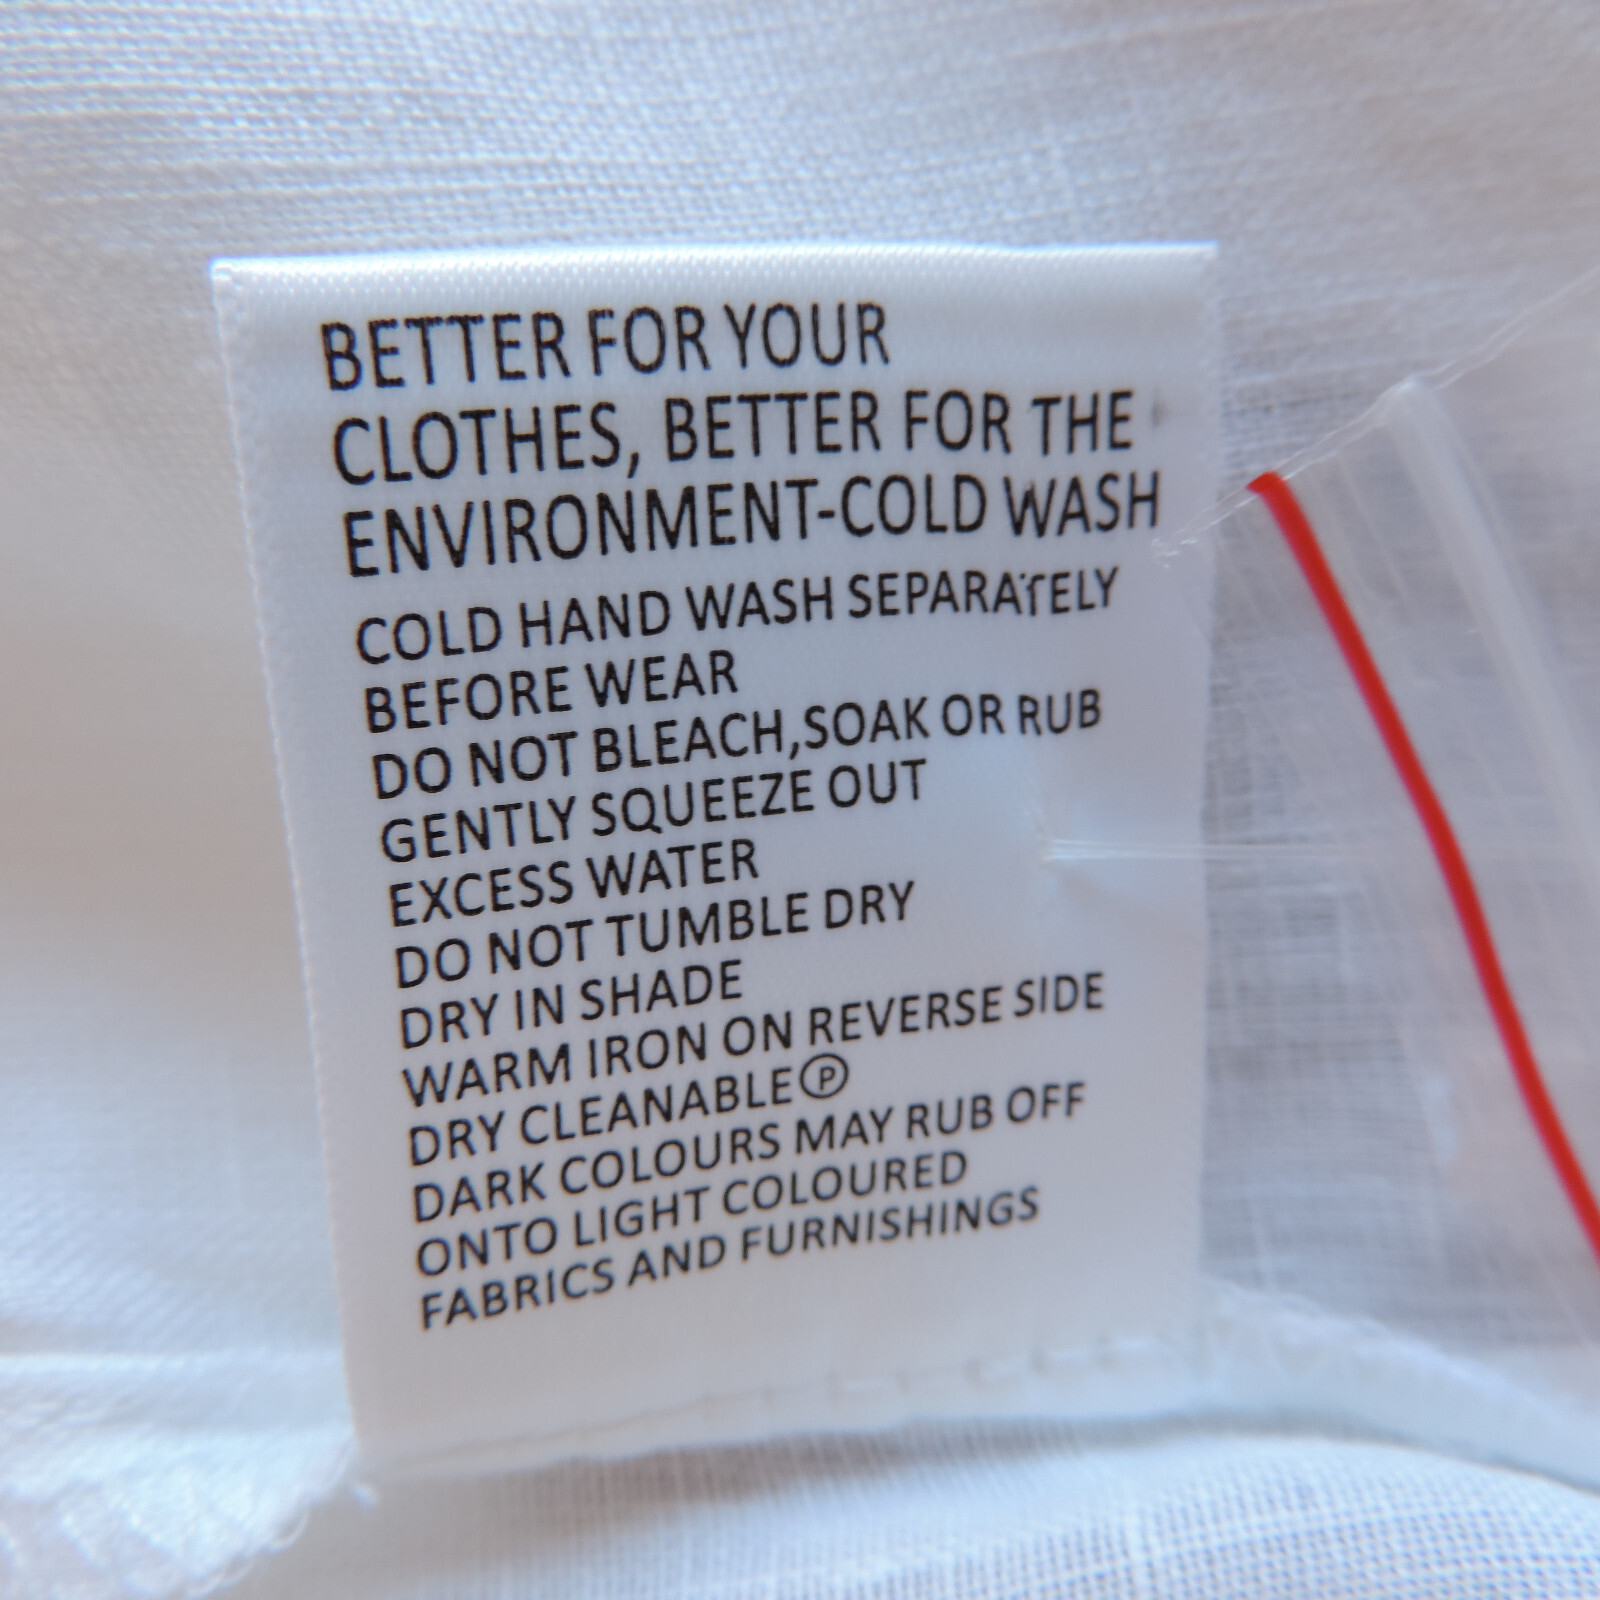 BETTER FOR YOUR
CLOTHES, BETTER FOR THE
ENVIRONMENT-COLD WASH
COLD HAND WASH SEPARATELY
BEFORE WEAR
DO NOT BLEACH,SOAK OR RUB
GENTLY SQUEEZE OUT
EXCESS WATER
DO NOT TUMBLE DRY
DRY IN SHADE
WARM IRON ON REVERSE SIDE
DRY CLEANABLEⓅ
DARK COLOURS MAY RUB OFF
ONTO LIGHT COLOURED
FABRICS AND FURNISHINGS